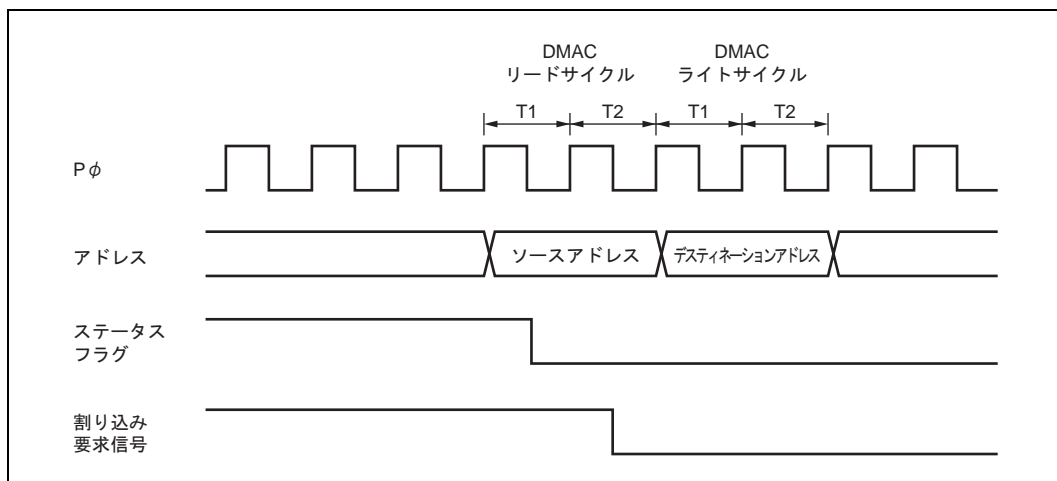 DMAC
リードサイクル
DMAC
ライトサイクル
T1 T2 T1 T2
Pφ
アドレス
ソースアドレス
デスティネーションアドレス
ステータス
フラグ
割り込み
要求信号